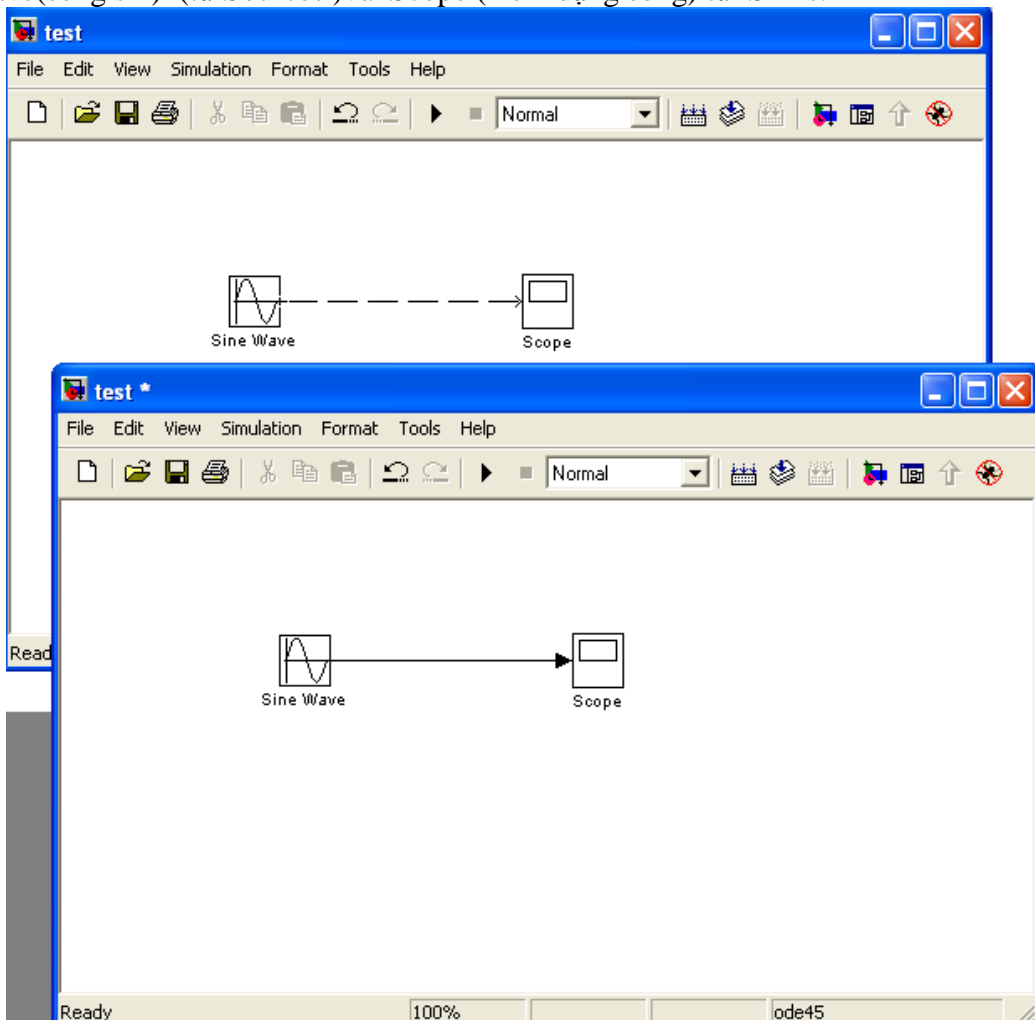 test
File Edit View Simulation Format Tools Help
Normal
Sine Wave
Scope
test *
File Edit View Simulation Format Tools Help
Normal
Read
Sine Wave
Scope
Ready 100% ode45